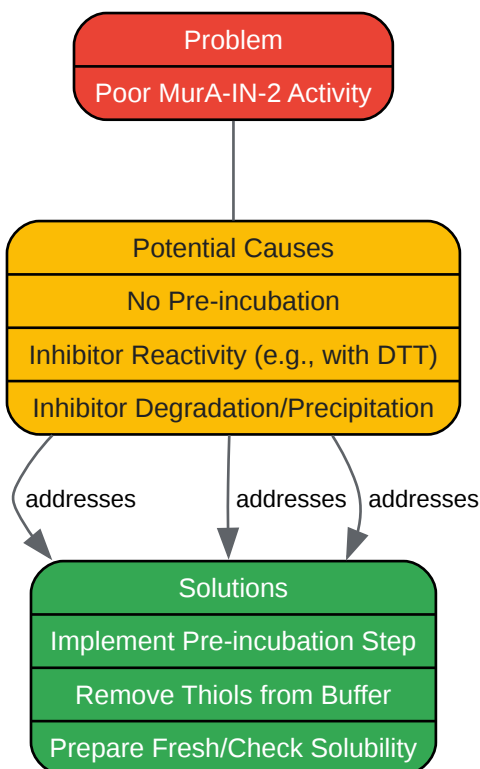 Problem
Poor MurA-IN-2 Activity
Potential Causes
No Pre-incubation
Inhibitor Reactivity (e.g., with DTT)
Inhibitor Degradation/Precipitation
addresses
addresses
addresses
Solutions
Implement Pre-incubation Step
Remove Thiols from Buffer
Prepare Fresh/Check Solubility